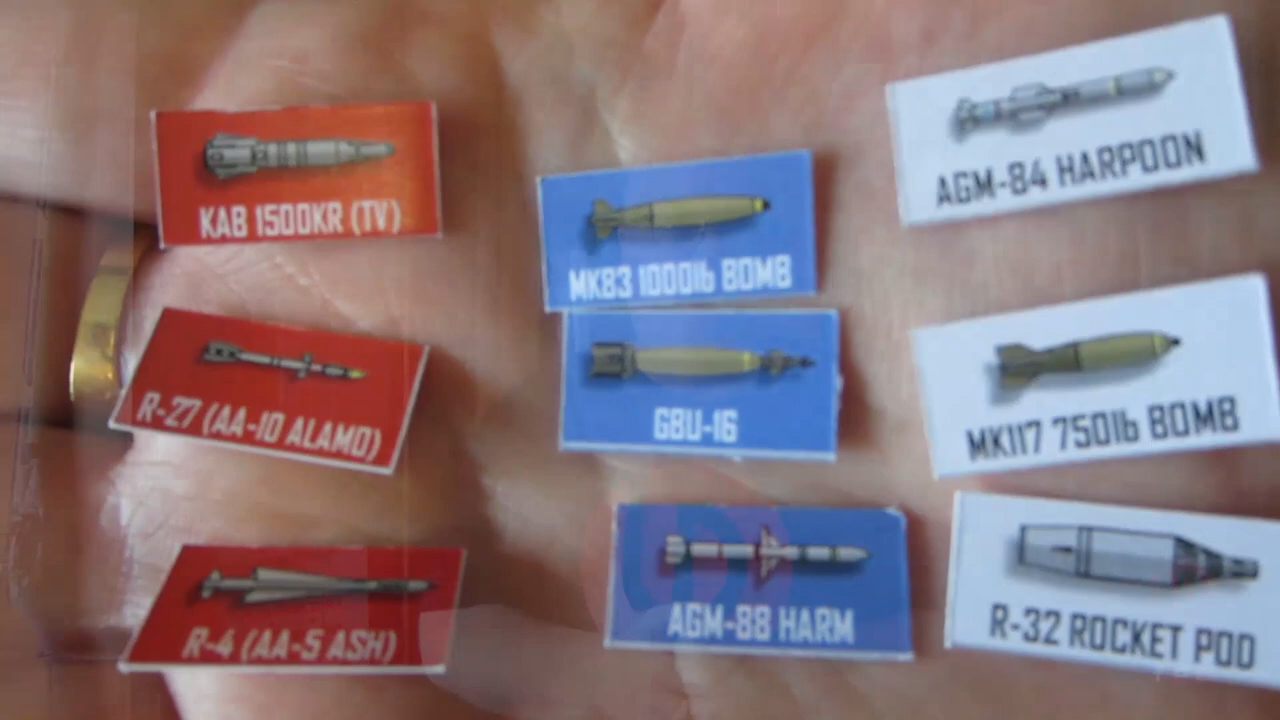 KAB 1500KR (TV)
R-27 (AA-10 ALAMO)
R-4 (AA-5 ASH)
MK83 1000lb BOMB
GBU-16
AGM-88 HARM
AGM-84 HARPOON
MK117 750lb BOMB
R-32 ROCKET POD